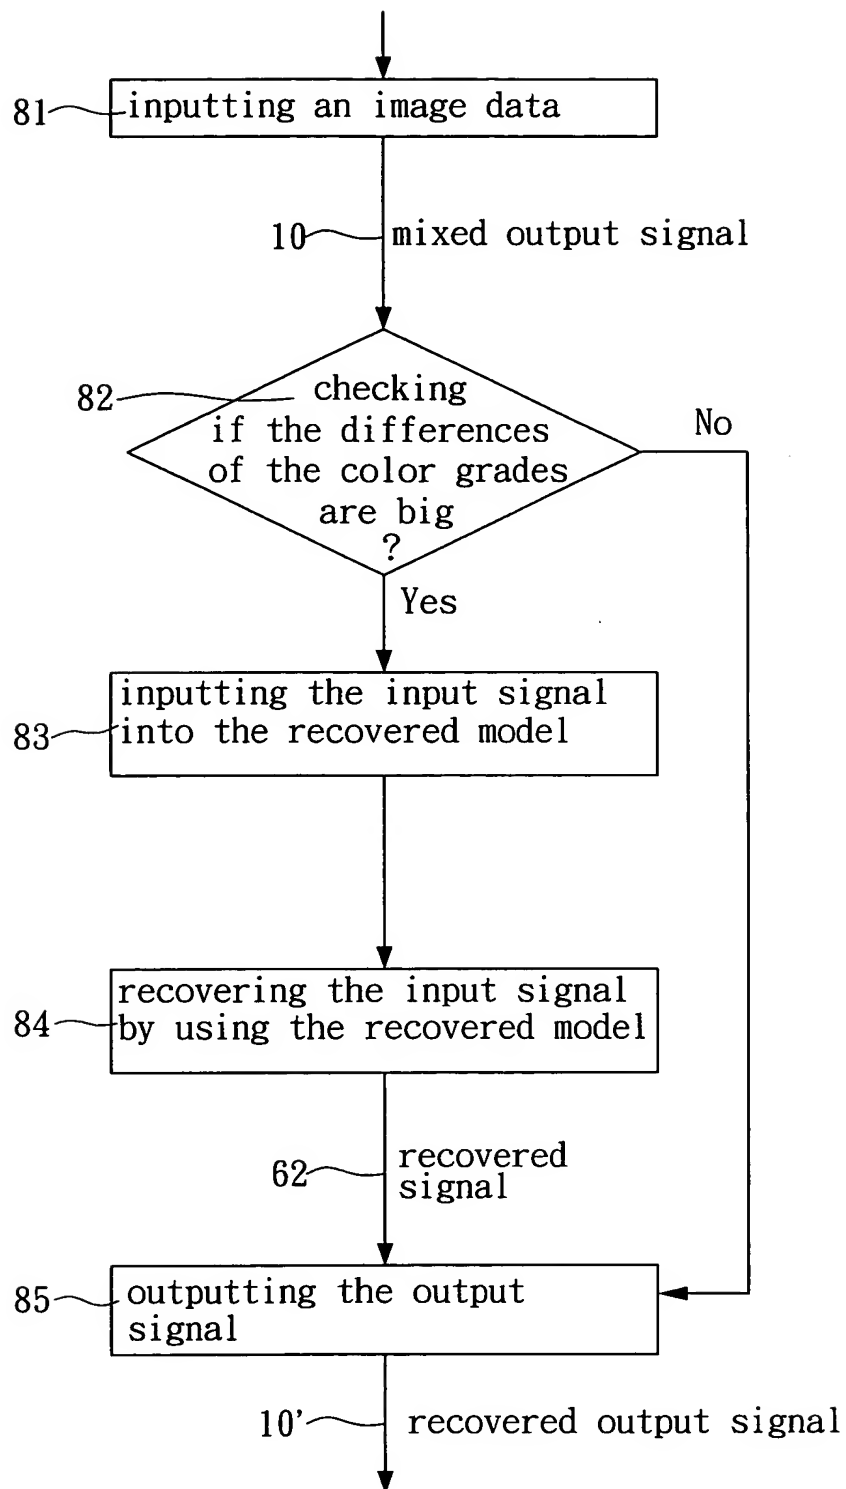 81 inputting an image data
10 mixed output signal
82 checking
if the differences
of the color grades
are big
?
No
Yes
inputting the input signal
83 into the recovered model
recovering the input signal
84 by using the recovered model
62 recovered
signal
85 outputting the output
signal
10' recovered output signal